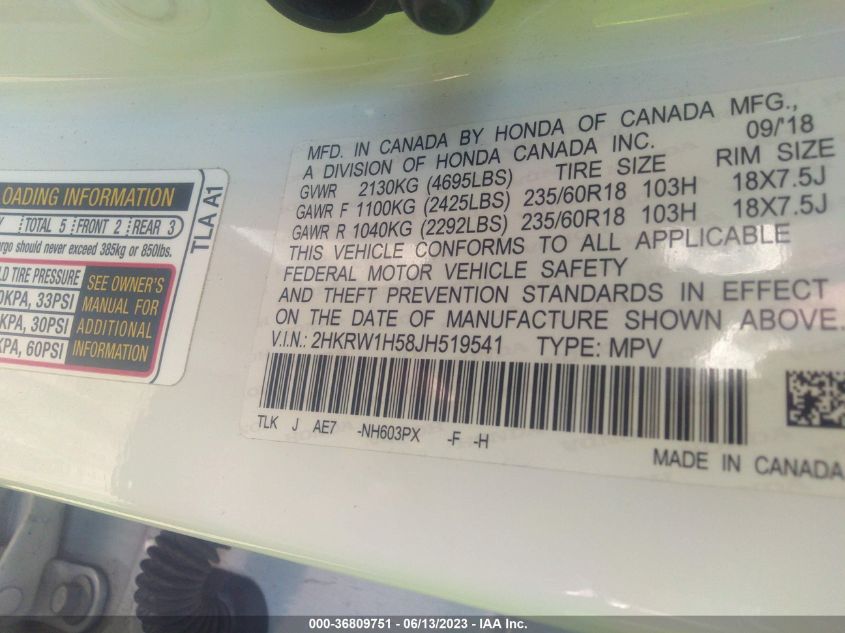 MFD. IN CANADA BY HONDA OF CANADA MFG.,
A DIVISION OF HONDA CANADA INC. 09/'18
GVWR 2130KG (4695LBS) TIRE SIZE RIM SIZE
GAWR F 1100KG (2425LBS) 235/60R18 103H 18X7.5J
GAWR R 1040KG (2292LBS) 235/60R18 103H 18X7.5J
THIS VEHICLE CONFORMS TO ALL APPLICABLE
FEDERAL MOTOR VEHICLE SAFETY
AND THEFT PREVENTION STANDARDS IN EFFECT
ON THE DATE OF MANUFACTURE SHOWN ABOVE.
V.I.N.: 2HKRW1H58JH519541 TYPE: MPV
TLK J AE7 -NH603PX -F -H
MADE IN CANADA
OADING INFORMATION
TOTAL 5 FRONT 2 REAR 3
rgo should never exceed 385kg or 850lbs.
LD TIRE PRESSURE
0KPA, 33PSI
KPA, 30PSI
KPA, 60PSI
SEE OWNER'S
MANUAL FOR
ADDITIONAL
INFORMATION
TLA A1
000-36809751 - 06/13/2023 - IAA Inc.